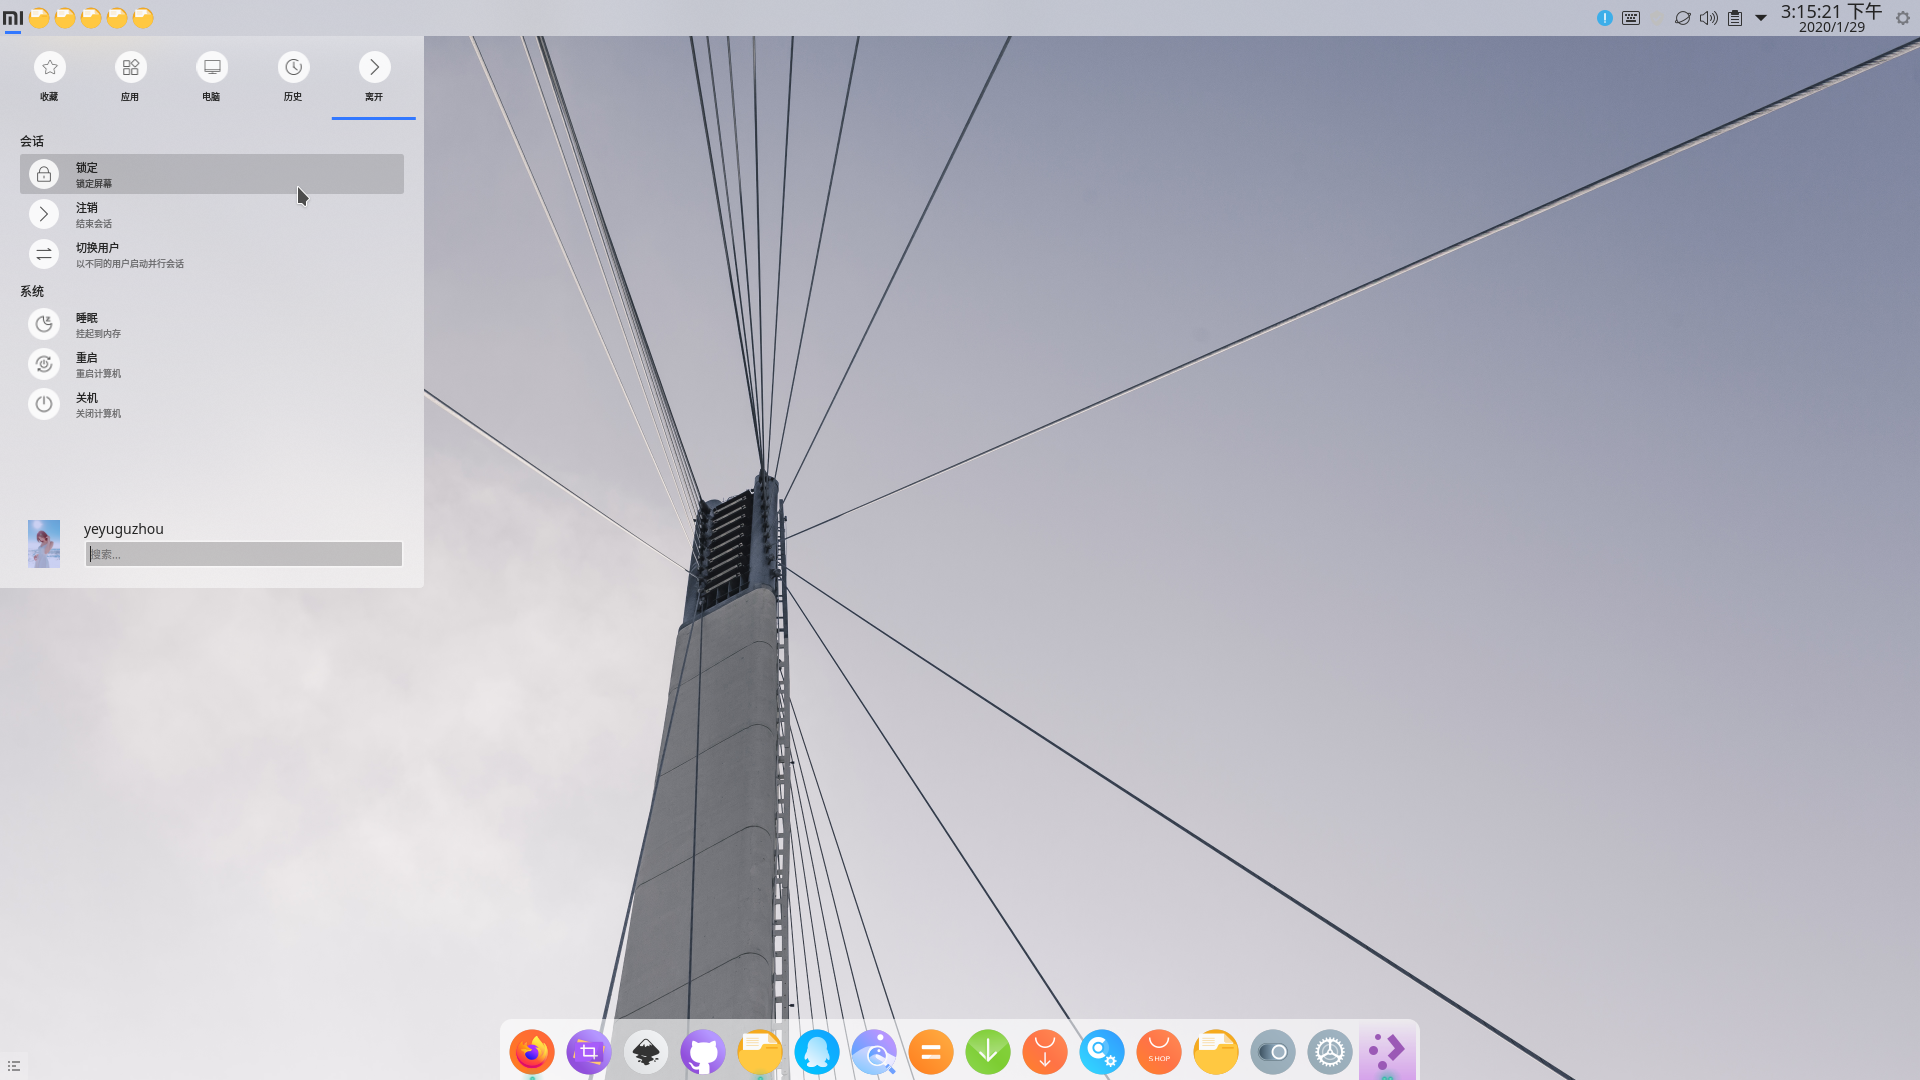 3:15:21 下午
2020/1/29
收藏
应用
电脑
历史
离开
会话
锁定
锁定屏幕
注销
结束会话
切换用户
以不同的用户启动并行会话
系统
睡眠
挂起到内存
重启
重启计算机
关机
关闭计算机
yeyuguzhou
搜索...
SHOP